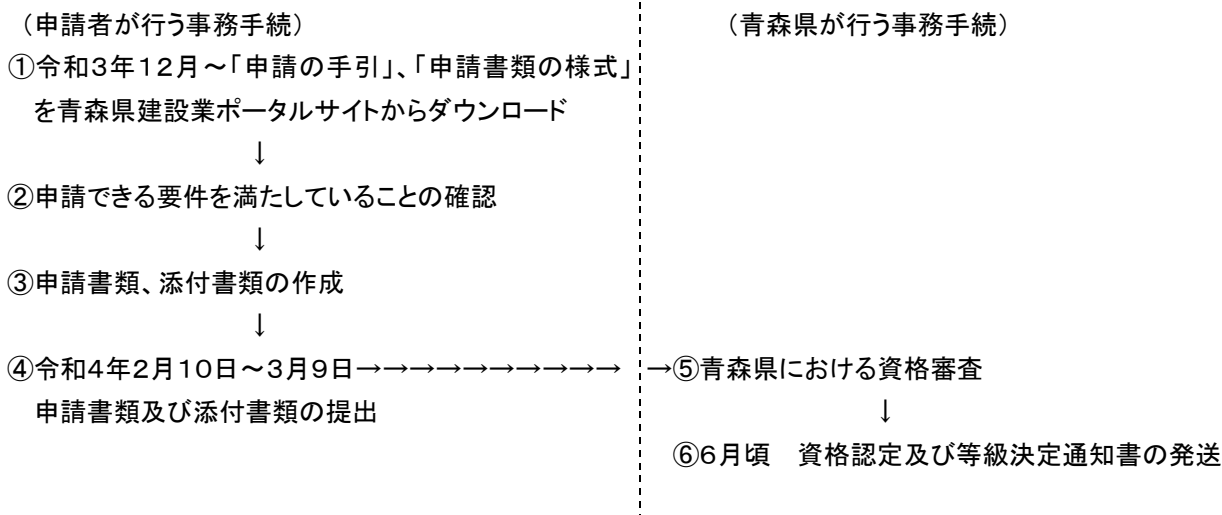 （申請者が行う事務手続）
①令和３年１２月～「申請の手引」、「申請書類の様式」
を青森県建設業ポータルサイトからダウンロード
↓
②申請できる要件を満たしていることの確認
↓
③申請書類、添付書類の作成
↓
④令和４年２月１０日～３月９日→→→→→→→→→→
申請書類及び添付書類の提出
（青森県が行う事務手続）
→⑤青森県における資格審査
↓
⑥６月頃　資格認定及び等級決定通知書の発送